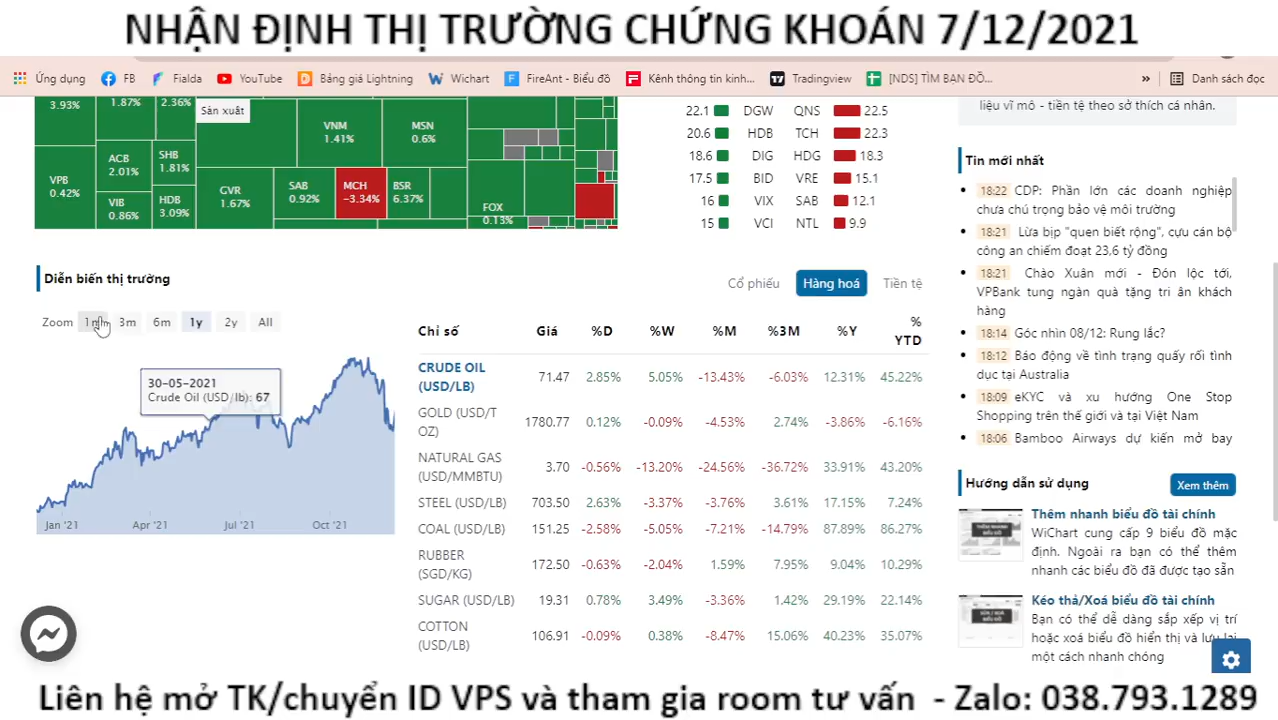 NHẬN ĐỊNH THỊ TRƯỜNG CHỨNG KHOÁN 7/12/2021
Ứng dụng FB Fialda YouTube Bảng giá Lightning Wichart FireAnt - Biểu đồ Kênh thông tin kinh... Tradingview [NDS] TÌM BẠN ĐỒ... » Danh sách đọc
3.93% 1.87% 2.36% Sản xuất
VNM
1.41%
MSN
0.6%
VPB
0.42%
ACB
2.01%
SHB
1.81%
VIB
0.86%
HDB
3.09%
GVR
1.67%
SAB
0.92%
MCH
-3.34%
BSR
6.37%
FOX
0.13%
22.1 DGW QNS 22.5
20.6 HDB TCH 22.3
18.6 DIG HDG 18.3
17.5 BID VRE 15.1
16 VIX SAB 12.1
15 VCI NTL 9.9
liệu vĩ mô - tiền tệ theo sở thích cá nhân.
Tin mới nhất
18:22 CDP: Phần lớn các doanh nghiệp
chưa chú trọng bảo vệ môi trường
18:21 Lừa bịp "quen biết rộng", cựu cán bộ
công an chiếm đoạt 23,6 tỷ đồng
18:21 Chào Xuân mới - Đón lộc tới,
VPBank tung ngàn quà tặng tri ân khách
hàng
18:14 Góc nhìn 08/12: Rung lắc?
18:12 Báo động về tình trạng quấy rối tình
dục tại Australia
18:09 eKYC và xu hướng One Stop
Shopping trên thế giới và tại Việt Nam
18:06 Bamboo Airways dự kiến mở bay
Diễn biến thị trường
Cổ phiếu Hàng hoá Tiền tệ
Zoom 1m 3m 6m 1y 2y All
30-05-2021
Crude Oil (USD/lb): 67
Jan '21 Apr '21 Jul '21 Oct '21
Chỉ số Giá %D %W %M %3M %Y % YTD
CRUDE OIL (USD/LB) 71.47 2.85% 5.05% -13.43% -6.03% 12.31% 45.22%
GOLD (USD/T OZ) 1780.77 0.12% -0.09% -4.53% 2.74% -3.86% -6.16%
NATURAL GAS (USD/MMBTU) 3.70 -0.56% -13.20% -24.56% -36.72% 33.91% 43.20%
STEEL (USD/LB) 703.50 2.63% -3.37% -3.76% 3.61% 17.15% 7.24%
COAL (USD/LB) 151.25 -2.58% -5.05% -7.21% -14.79% 87.89% 86.27%
RUBBER (SGD/KG) 172.50 -0.63% -2.04% 1.59% 7.95% 9.04% 10.29%
SUGAR (USD/LB) 19.31 0.78% 3.49% -3.36% 1.42% 29.19% 22.14%
COTTON (USD/LB) 106.91 -0.09% 0.38% -8.47% 15.06% 40.23% 35.07%
Hướng dẫn sử dụng Xem thêm
Thêm nhanh biểu đồ tài chính
WiChart cung cấp 9 biểu đồ mặc
định. Ngoài ra bạn có thể thêm
nhanh các biểu đồ đã được tạo sẵn
Kéo thả/Xoá biểu đồ tài chính
Bạn có thể dễ dàng sắp xếp vị trí
hoặc xoá biểu đồ hiển thị và lưu lại
một cách nhanh chóng
Liên hệ mở TK/chuyển ID VPS và tham gia room tư vấn - Zalo: 038.793.1289